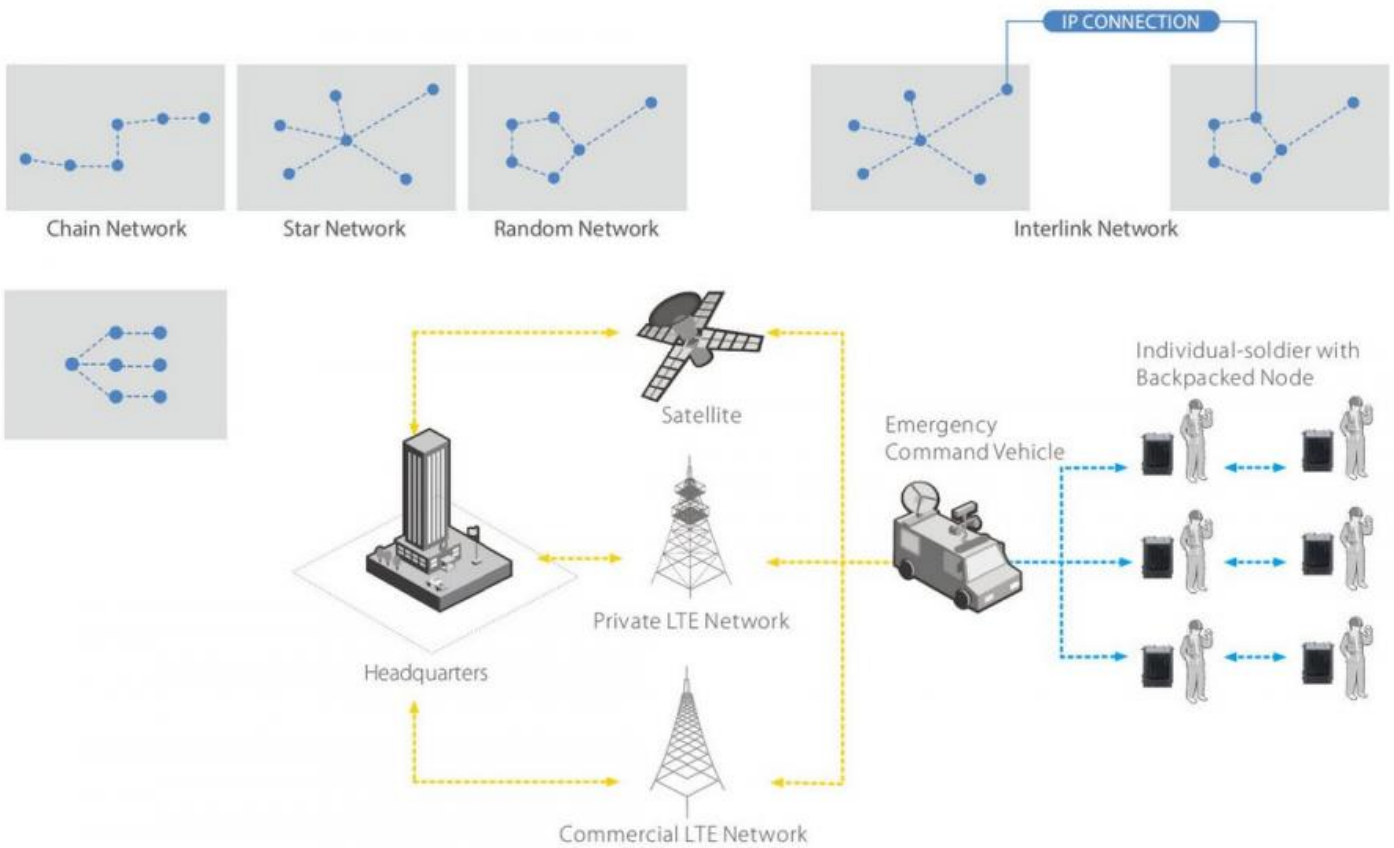 IP CONNECTION
Chain Network
Star Network
Random Network
Interlink Network
Satellite
Individual-soldier with
Backpacked Node
Emergency
Command Vehicle
Private LTE Network
Headquarters
Commercial LTE Network